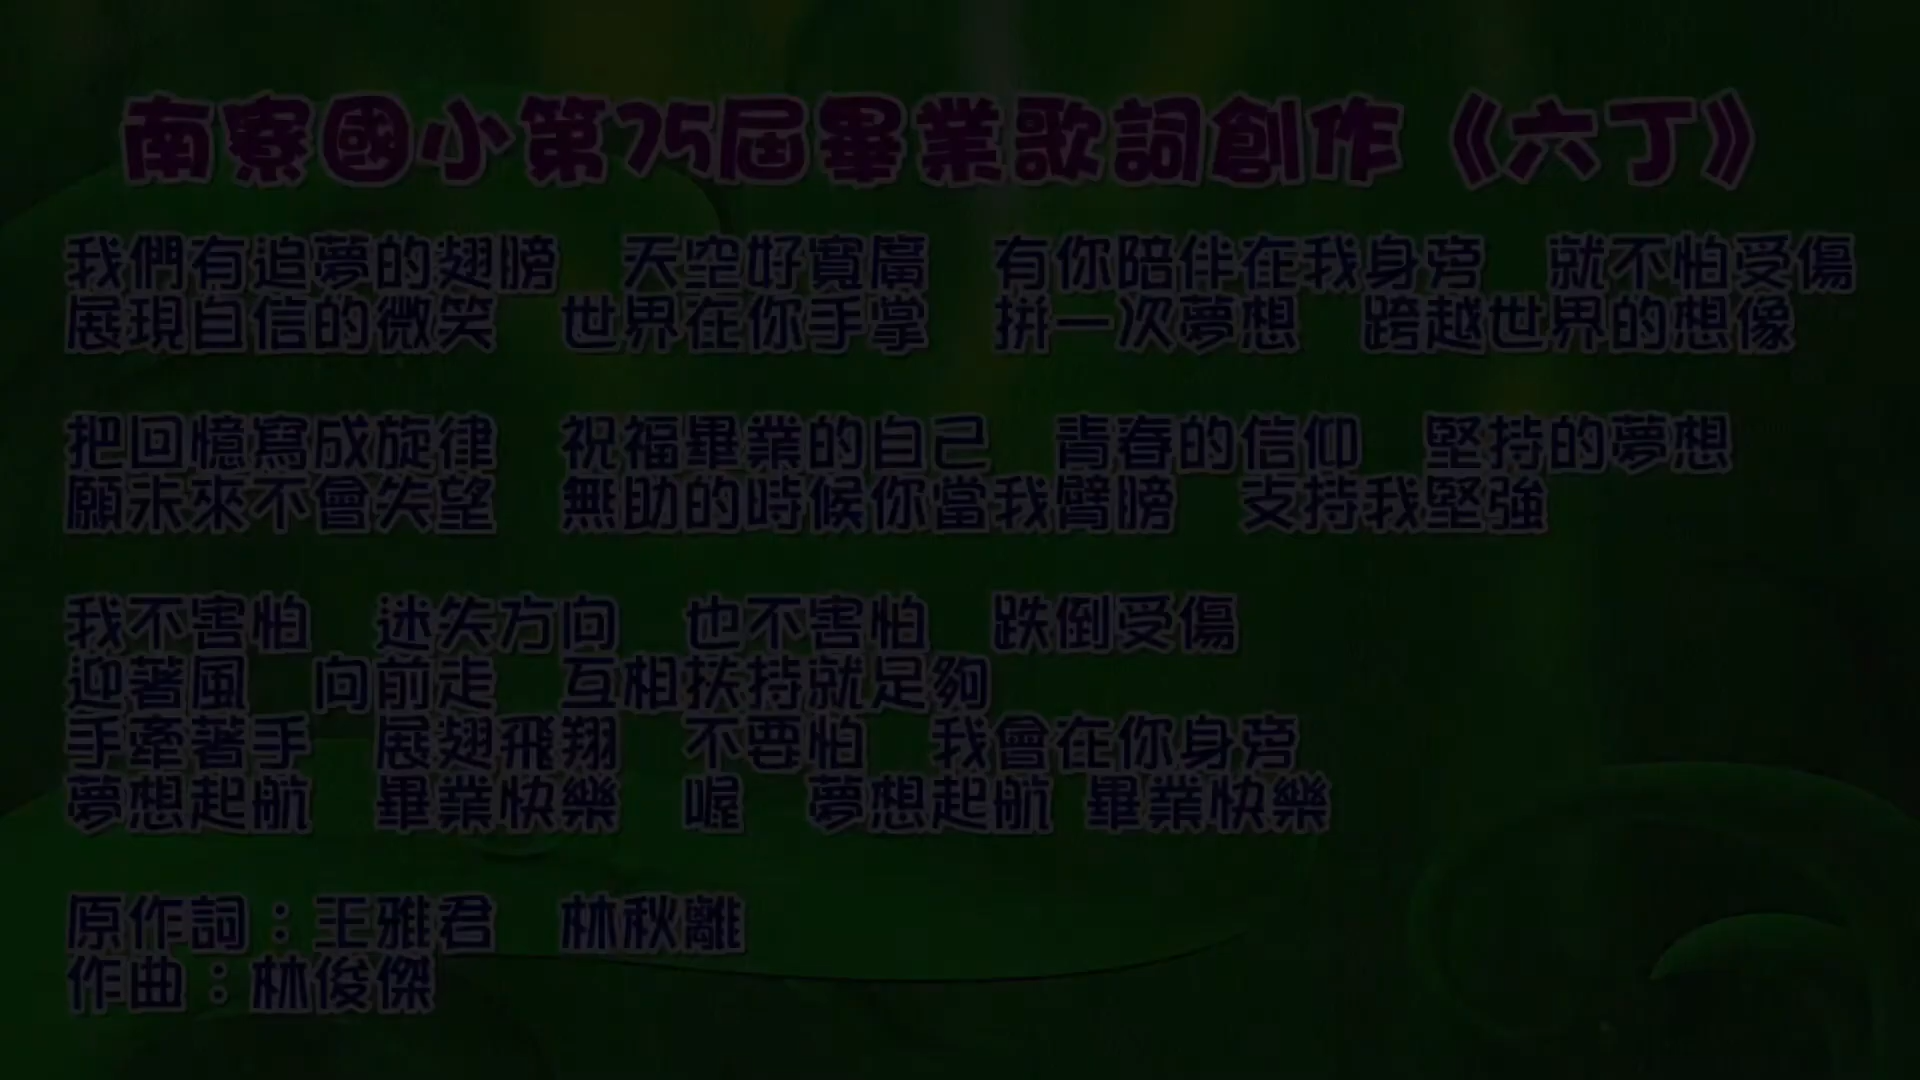 南寮國小第75屆畢業歌詞創作《六丁》
我們有追夢的翅膀　天空好寬廣　有你陪伴在我身旁　就不怕受傷
展現自信的微笑　世界在你手掌　拼一次夢想　跨越世界的想像
把回憶寫成旋律　祝福畢業的自己　青春的信仰　堅持的夢想
願未來不會失望　無助的時候你當我臂膀　支持我堅強
我不害怕　迷失方向　也不害怕　跌倒受傷
迎著風　向前走　互相扶持就足夠
手牽著手　展翅飛翔　不要怕　我會在你身旁
夢想起航　畢業快樂　喔　夢想起航 畢業快樂
原作詞：王雅君　林秋離
作曲：林俊傑